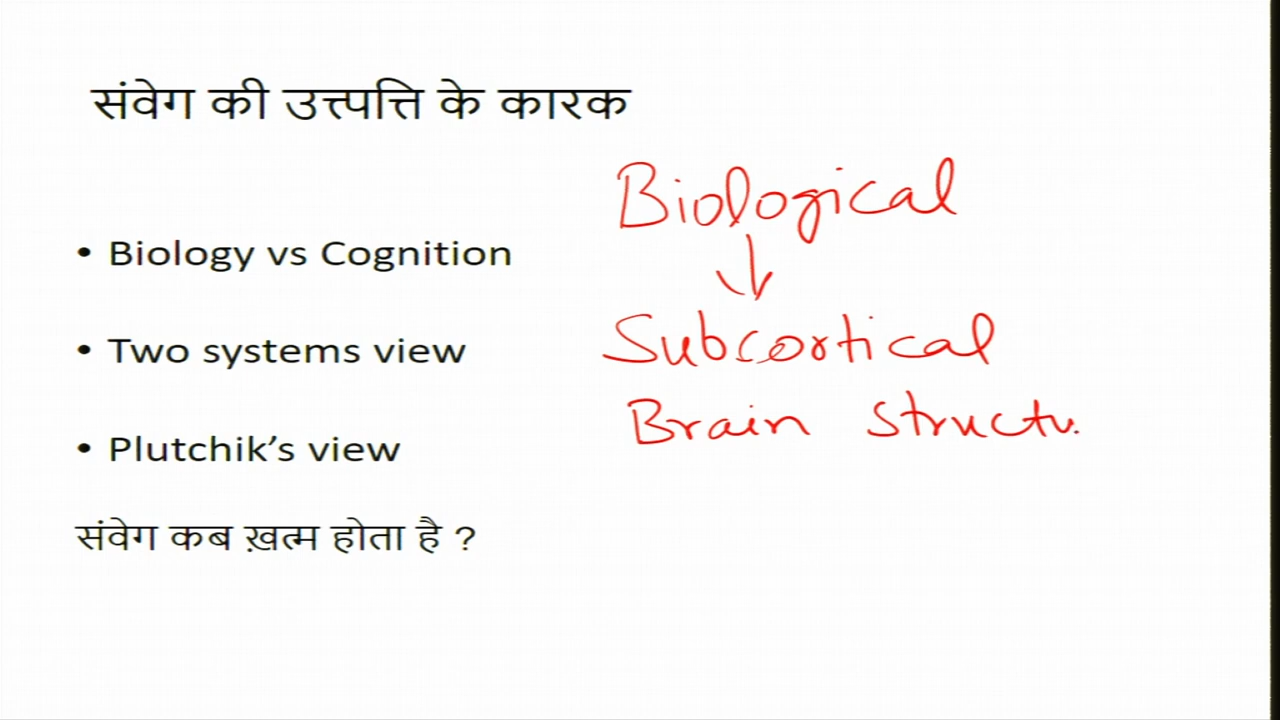 संवेग की उत्त्पत्ति के कारक
• Biology vs Cognition
• Two systems view
• Plutchik's view
संवेग कब ख़त्म होता है ?
Biological
Subcortical
Brain structu